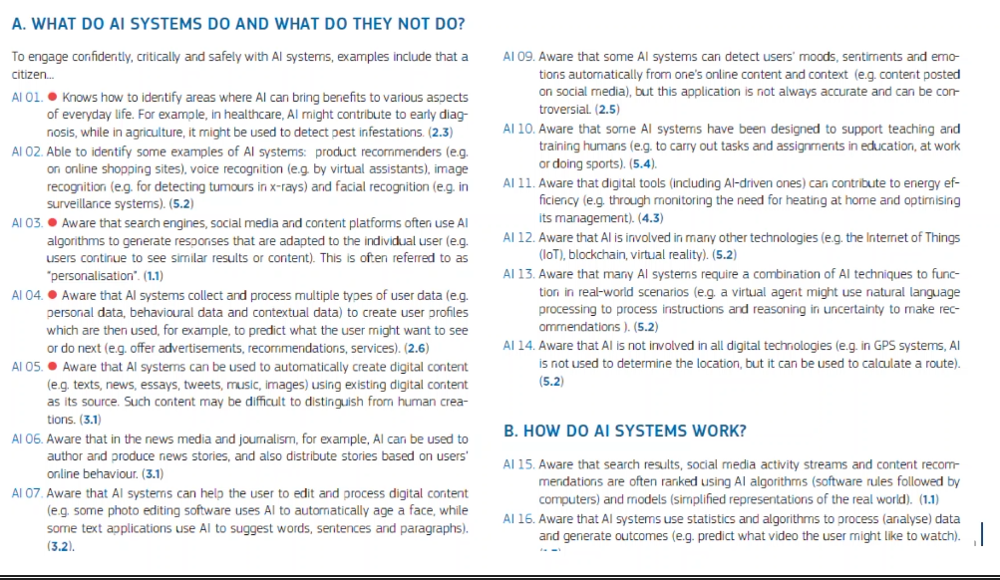 A. WHAT DO AI SYSTEMS DO AND WHAT DO THEY NOT DO?
To engage confidently, critically and safely with AI systems, examples include that a
citizen...
AI 01. ● Knows how to identify areas where AI can bring benefits to various aspects
of everyday life. For example, in healthcare, AI might contribute to early diag-
nosis, while in agriculture, it might be used to detect pest infestations. (2.3)
AI 02. Able to identify some examples of AI systems: product recommenders (e.g.
on online shopping sites), voice recognition (e.g. by virtual assistants), image
recognition (e.g. for detecting tumours in x-rays) and facial recognition (e.g. in
surveillance systems). (5.2)
AI 03. ● Aware that search engines, social media and content platforms often use AI
algorithms to generate responses that are adapted to the individual user (e.g.
users continue to see similar results or content). This is often referred to as
"personalisation". (1.1)
AI 04. ● Aware that AI systems collect and process multiple types of user data (e.g.
personal data, behavioural data and contextual data) to create user profiles
which are then used, for example, to predict what the user might want to see
or do next (e.g. offer advertisements, recommendations, services). (2.6)
AI 05. ● Aware that AI systems can be used to automatically create digital content
(e.g. texts, news, essays, tweets, music, images) using existing digital content
as its source. Such content may be difficult to distinguish from human crea-
tions. (3.1)
AI 06. Aware that in the news media and journalism, for example, AI can be used to
author and produce news stories, and also distribute stories based on users'
online behaviour. (3.1)
AI 07. Aware that AI systems can help the user to edit and process digital content
(e.g. some photo editing software uses AI to automatically age a face, while
some text applications use AI to suggest words, sentences and paragraphs).
(3.2).
AI 09. Aware that some AI systems can detect users' moods, sentiments and emo-
tions automatically from one's online content and context (e.g. content posted
on social media), but this application is not always accurate and can be con-
troversial. (2.5)
AI 10. Aware that some AI systems have been designed to support teaching and
training humans (e.g. to carry out tasks and assignments in education, at work
or doing sports). (5.4).
AI 11. Aware that digital tools (including AI-driven ones) can contribute to energy ef-
ficiency (e.g. through monitoring the need for heating at home and optimising
its management). (4.3)
AI 12. Aware that AI is involved in many other technologies (e.g. the Internet of Things
(IoT), blockchain, virtual reality). (5.2)
AI 13. Aware that many AI systems require a combination of AI techniques to func-
tion in real-world scenarios (e.g. a virtual agent might use natural language
processing to process instructions and reasoning in uncertainty to make rec-
ommendations ). (5.2)
AI 14. Aware that AI is not involved in all digital technologies (e.g. in GPS systems, AI
is not used to determine the location, but it can be used to calculate a route).
(5.2)
B. HOW DO AI SYSTEMS WORK?
AI 15. Aware that search results, social media activity streams and content recom-
mendations are often ranked using AI algorithms (software rules followed by
computers) and models (simplified representations of the real world). (1.1)
AI 16. Aware that AI systems use statistics and algorithms to process (analyse) data
and generate outcomes (e.g. predict what video the user might like to watch).